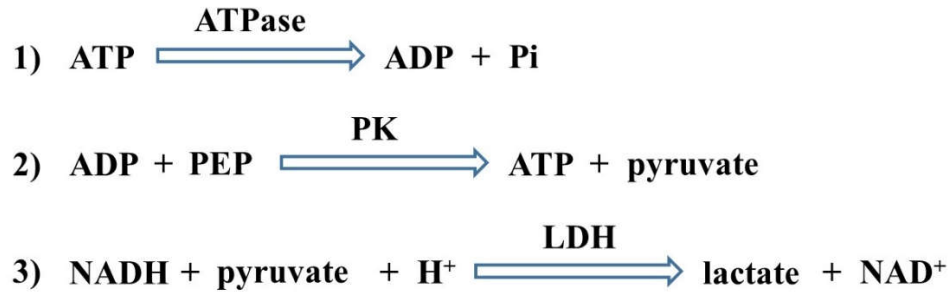 ATPase
1) ATP ADP + Pi
PK
2) ADP + PEP ATP + pyruvate
LDH
3) NADH + pyruvate + H⁺ lactate + NAD⁺